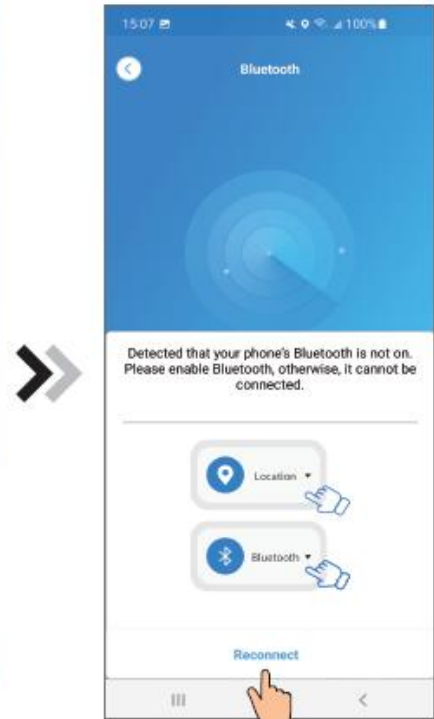 15:07 100%
Bluetooth
Detected that your phone's Bluetooth is not on.
Please enable Bluetooth, otherwise, it cannot be
connected.
Location
Bluetooth
Reconnect